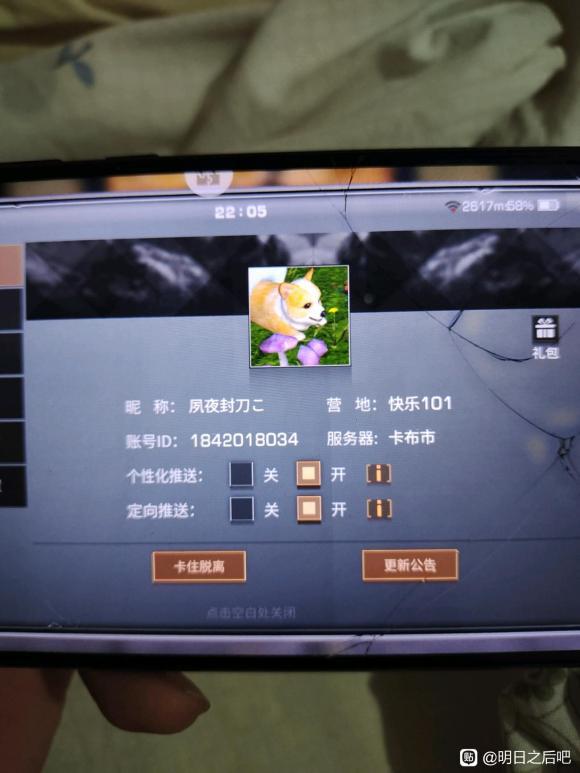 22:05
2617ms 68%
礼包
昵 称： 夙夜封刀こ 营 地：快乐101
账号ID： 1842018034 服务器：卡布市
个性化推送： 关 开 [i]
定向推送： 关 开 [i]
卡住脱离 更新公告
点击空白处关闭
贴 @明日之后吧